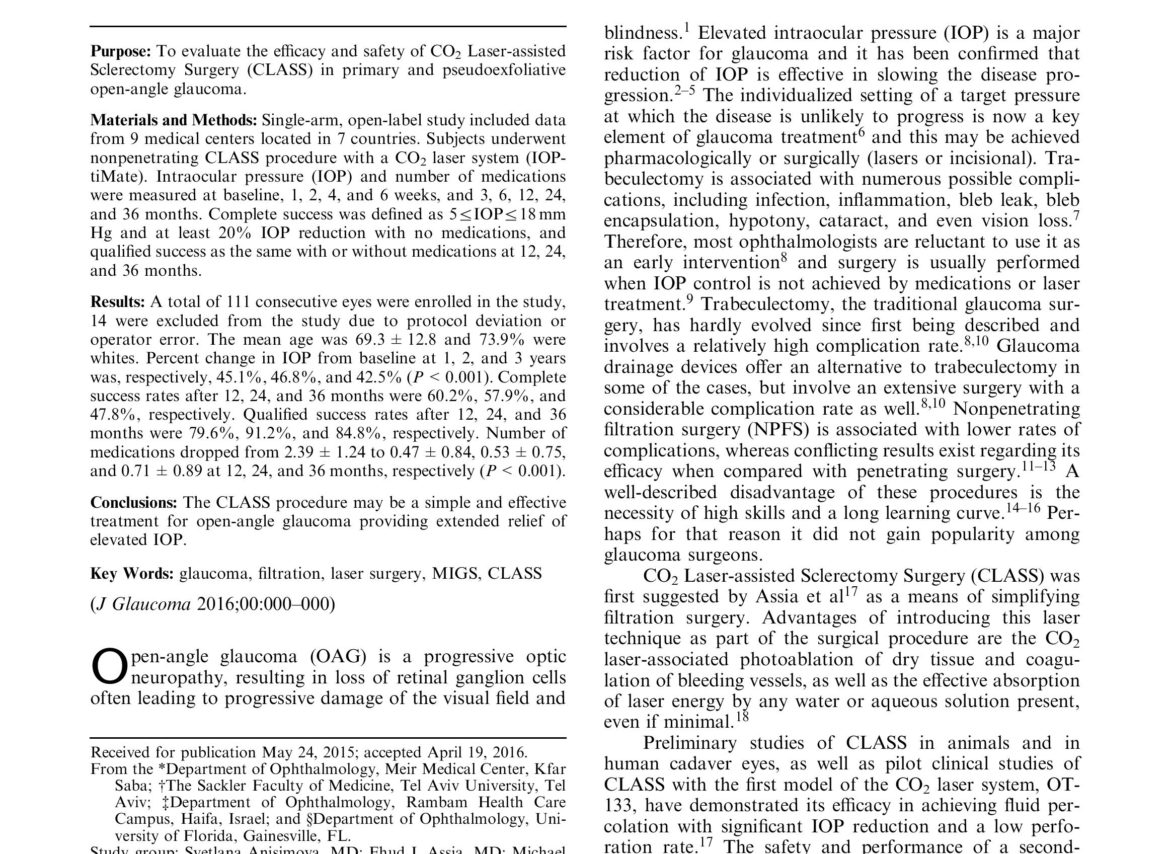 Purpose: To evaluate the efficacy and safety of CO2 Laser-assisted
Sclerectomy Surgery (CLASS) in primary and pseudoexfoliative
open-angle glaucoma.
Materials and Methods: Single-arm, open-label study included data
from 9 medical centers located in 7 countries. Subjects underwent
nonpenetrating CLASS procedure with a CO2 laser system (IOP-
tiMate). Intraocular pressure (IOP) and number of medications
were measured at baseline, 1, 2, 4, and 6 weeks, and 3, 6, 12, 24,
and 36 months. Complete success was defined as 5≤IOP≤18 mm
Hg and at least 20% IOP reduction with no medications, and
qualified success as the same with or without medications at 12, 24,
and 36 months.
Results: A total of 111 consecutive eyes were enrolled in the study,
14 were excluded from the study due to protocol deviation or
operator error. The mean age was 69.3 ± 12.8 and 73.9% were
whites. Percent change in IOP from baseline at 1, 2, and 3 years
was, respectively, 45.1%, 46.8%, and 42.5% (P < 0.001). Complete
success rates after 12, 24, and 36 months were 60.2%, 57.9%, and
47.8%, respectively. Qualified success rates after 12, 24, and 36
months were 79.6%, 91.2%, and 84.8%, respectively. Number of
medications dropped from 2.39 ± 1.24 to 0.47 ± 0.84, 0.53 ± 0.75,
and 0.71 ± 0.89 at 12, 24, and 36 months, respectively (P < 0.001).
Conclusions: The CLASS procedure may be a simple and effective
treatment for open-angle glaucoma providing extended relief of
elevated IOP.
Key Words: glaucoma, filtration, laser surgery, MIGS, CLASS
(J Glaucoma 2016;00:000–000)
Open-angle glaucoma (OAG) is a progressive optic
neuropathy, resulting in loss of retinal ganglion cells
often leading to progressive damage of the visual field and
Received for publication May 24, 2015; accepted April 19, 2016.
From the *Department of Ophthalmology, Meir Medical Center, Kfar
Saba; †The Sackler Faculty of Medicine, Tel Aviv University, Tel
Aviv; ‡Department of Ophthalmology, Rambam Health Care
Campus, Haifa, Israel; and §Department of Ophthalmology, Uni-
versity of Florida, Gainesville, FL.
Study group: Svetlana Anisimova, MD; Ehud I. Assia, MD; Michael
blindness.1 Elevated intraocular pressure (IOP) is a major
risk factor for glaucoma and it has been confirmed that
reduction of IOP is effective in slowing the disease pro-
gression.2–5 The individualized setting of a target pressure
at which the disease is unlikely to progress is now a key
element of glaucoma treatment6 and this may be achieved
pharmacologically or surgically (lasers or incisional). Tra-
beculectomy is associated with numerous possible compli-
cations, including infection, inflammation, bleb leak, bleb
encapsulation, hypotony, cataract, and even vision loss.7
Therefore, most ophthalmologists are reluctant to use it as
an early intervention8 and surgery is usually performed
when IOP control is not achieved by medications or laser
treatment.9 Trabeculectomy, the traditional glaucoma sur-
gery, has hardly evolved since first being described and
involves a relatively high complication rate.8,10 Glaucoma
drainage devices offer an alternative to trabeculectomy in
some of the cases, but involve an extensive surgery with a
considerable complication rate as well.8,10 Nonpenetrating
filtration surgery (NPFS) is associated with lower rates of
complications, whereas conflicting results exist regarding its
efficacy when compared with penetrating surgery.11–13 A
well-described disadvantage of these procedures is the
necessity of high skills and a long learning curve.14–16 Per-
haps for that reason it did not gain popularity among
glaucoma surgeons.
CO2 Laser-assisted Sclerectomy Surgery (CLASS) was
first suggested by Assia et al17 as a means of simplifying
filtration surgery. Advantages of introducing this laser
technique as part of the surgical procedure are the CO2
laser-associated photoablation of dry tissue and coagu-
lation of bleeding vessels, as well as the effective absorption
of laser energy by any water or aqueous solution present,
even if minimal.18
Preliminary studies of CLASS in animals and in
human cadaver eyes, as well as pilot clinical studies of
CLASS with the first model of the CO2 laser system, OT-
133, have demonstrated its efficacy in achieving fluid per-
colation with significant IOP reduction and a low perfo-
ration rate.17 The safety and performance of a second-